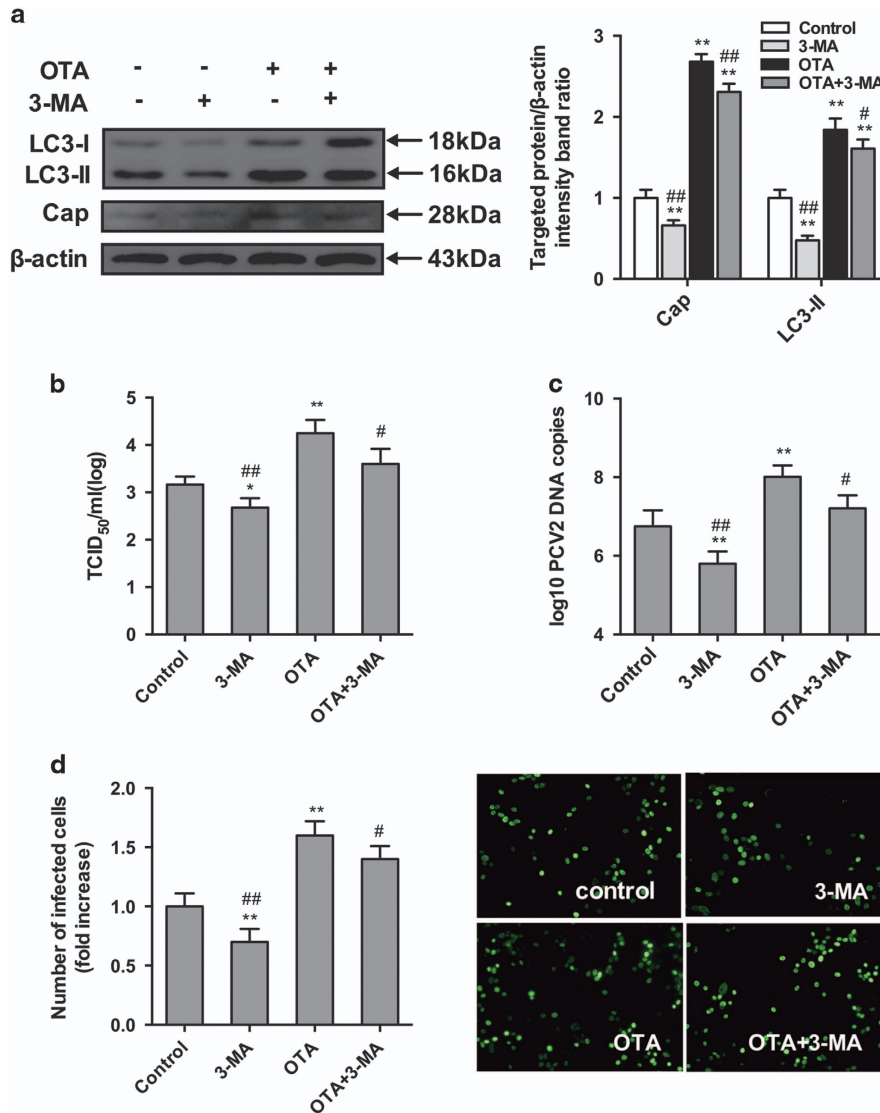 a
OTA - - + +
3-MA - + - +
LC3-I 18kDa
LC3-II 16kDa
Cap 28kDa
β-actin 43kDa
Control
3-MA
OTA
OTA+3-MA
Targeted protein/β-actin
intensity band ratio
3
2
1
0
## **
**
## **
## **
**
# **
Cap LC3-II
b
TCID50/ml(log)
5
4
3
2
1
0
## *
**
#
Control 3-MA OTA OTA+3-MA
c
log10 PCV2 DNA copies
10
8
6
4
## **
**
#
Control 3-MA OTA OTA+3-MA
d
Number of infected cells
(fold increase)
2.0
1.5
1.0
0.5
0.0
## **
**
#
Control 3-MA OTA OTA+3-MA
control 3-MA
OTA OTA+3-MA